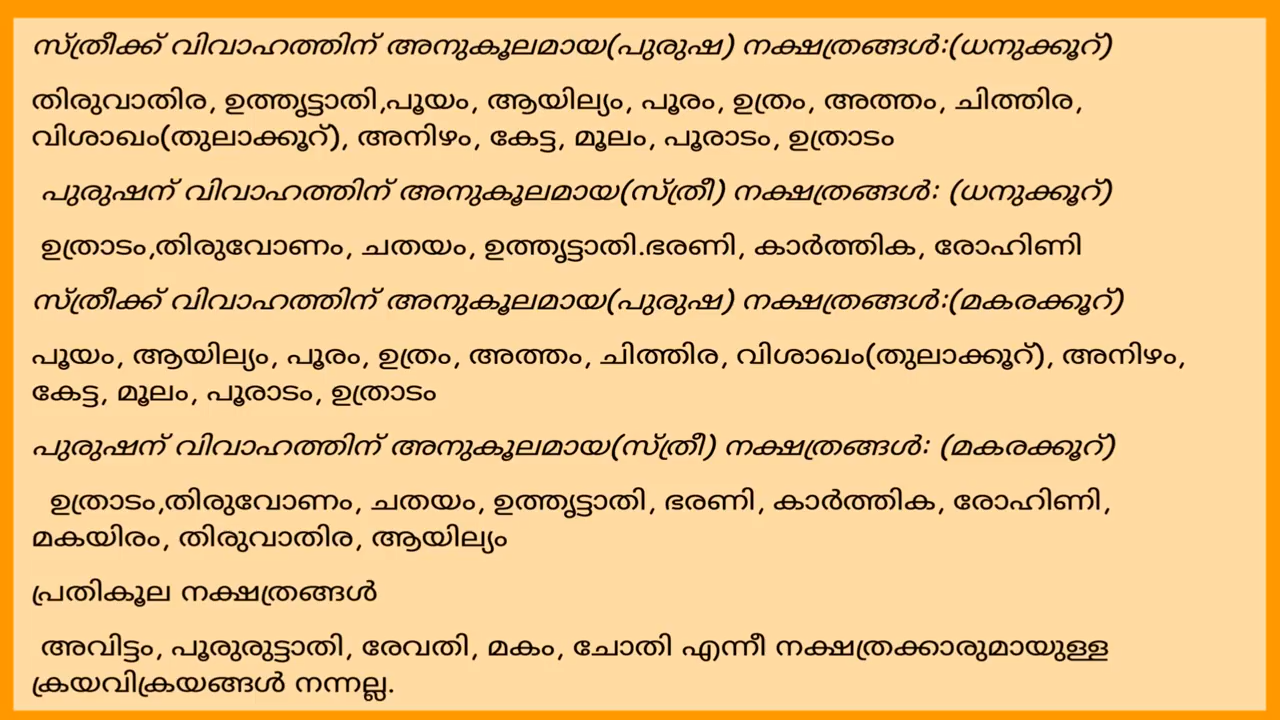 സ്ത്രീക്ക് വിവാഹത്തിന് അനുകൂലമായ(പുരുഷ) നക്ഷത്രങ്ങൾ:(ധനുക്കൂറ്)
തിരുവാതിര, ഉത്തൃട്ടാതി,പൂയം, ആയില്യം, പൂരം, ഉത്രം, അത്തം, ചിത്തിര,
വിശാഖം(തുലാക്കൂറ്), അനിഴം, കേട്ട, മൂലം, പൂരാടം, ഉത്രാടം
പുരുഷന് വിവാഹത്തിന് അനുകൂലമായ(സ്ത്രീ) നക്ഷത്രങ്ങൾ: (ധനുക്കൂറ്)
ഉത്രാടം,തിരുവോണം, ചതയം, ഉത്തൃട്ടാതി.ഭരണി, കാർത്തിക, രോഹിണി
സ്ത്രീക്ക് വിവാഹത്തിന് അനുകൂലമായ(പുരുഷ) നക്ഷത്രങ്ങൾ:(മകരക്കൂറ്)
പൂയം, ആയില്യം, പൂരം, ഉത്രം, അത്തം, ചിത്തിര, വിശാഖം(തുലാക്കൂറ്), അനിഴം,
കേട്ട, മൂലം, പൂരാടം, ഉത്രാടം
പുരുഷന് വിവാഹത്തിന് അനുകൂലമായ(സ്ത്രീ) നക്ഷത്രങ്ങൾ: (മകരക്കൂറ്)
ഉത്രാടം,തിരുവോണം, ചതയം, ഉത്തൃട്ടാതി, ഭരണി, കാർത്തിക, രോഹിണി,
മകയിരം, തിരുവാതിര, ആയില്യം
പ്രതികൂല നക്ഷത്രങ്ങൾ
അവിട്ടം, പൂരുരുട്ടാതി, രേവതി, മകം, ചോതി എന്നീ നക്ഷത്രക്കാരുമായുള്ള
ക്രയവിക്രയങ്ങൾ നന്നല്ല.